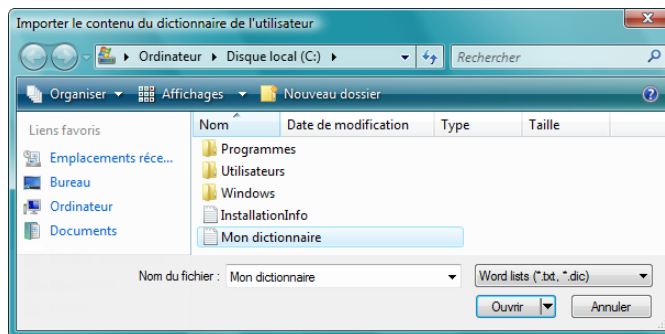 Importer le contenu du dictionnaire de l'utilisateur
Ordinateur Disque local (C:) Rechercher
Organiser Affichages Nouveau dossier
Liens favoris
Emplacements réce...
Bureau
Ordinateur
Documents
Nom Date de modification Type Taille
Programmes
Utilisateurs
Windows
InstallationInfo
Mon dictionnaire
Nom du fichier : Mon dictionnaire Word lists (*.txt, *.dic)
Ouvrir Annuler